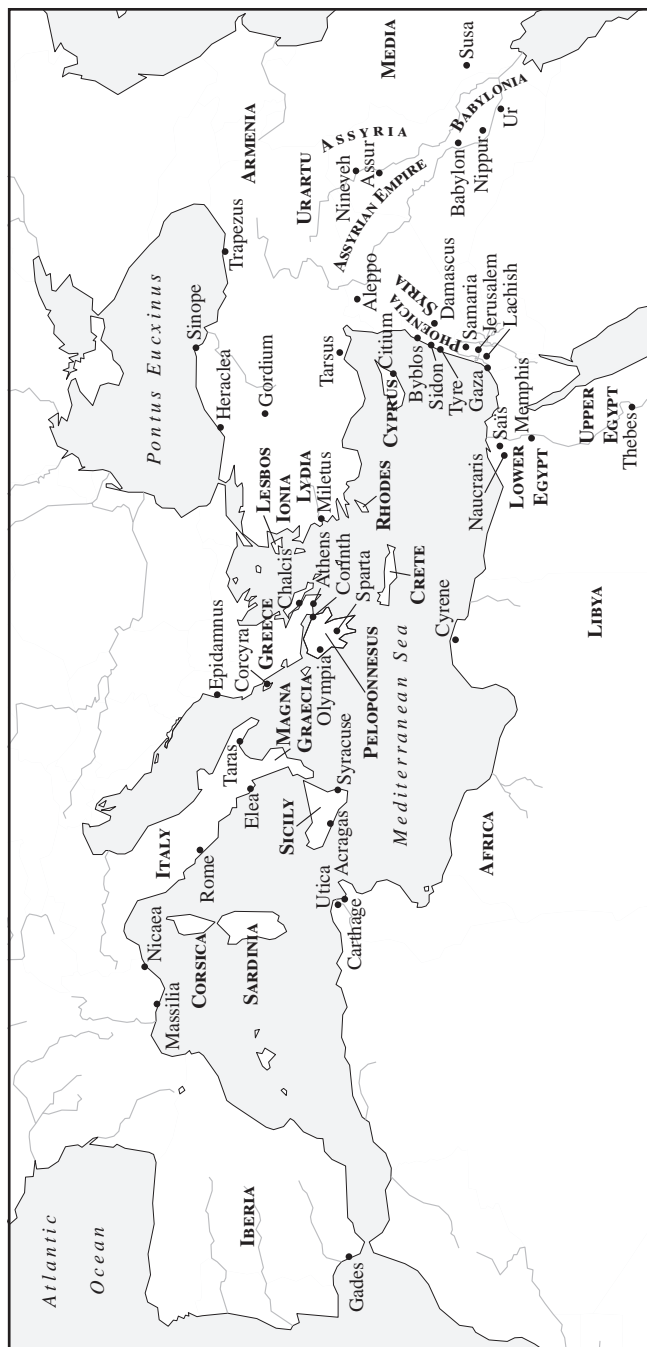 Atlantic
Ocean
IBERIA
Gades
Massilia
Nicaea
CORSICA
SARDINIA
ITALY
Rome
Utica
Carthage
Elea
Taras
SICILY
Acragas
Syracuse
MAGNA
GRAECIA
Mediterranean Sea
AFRICA
Epidamnus
Corcyra
GREECE
Olympia
PELOPONNESUS
Chalcis
Athens
Corinth
Sparta
CRETE
Cyrene
LIBYA
LESBOS
IONIA
LYDIA
Miletus
RHODES
Pontus Eucxinus
Heraclea
Sinope
Trapezus
Gordium
Tarsus
CYPRUS
Citium
Naucraris
Saïs
LOWER
EGYPT
Memphis
UPPER
EGYPT
Thebes
Byblos
Sidon
Tyre
Gaza
PHOENICIA
SYRIA
Aleppo
Damascus
Samaria
Jerusalem
Lachish
ARMENIA
URARTU
ASSYRIA
Nineveh
Assur
ASSYRIAN EMPIRE
MEDIA
BABYLONIA
Babylon
Nippur
Ur
Susa